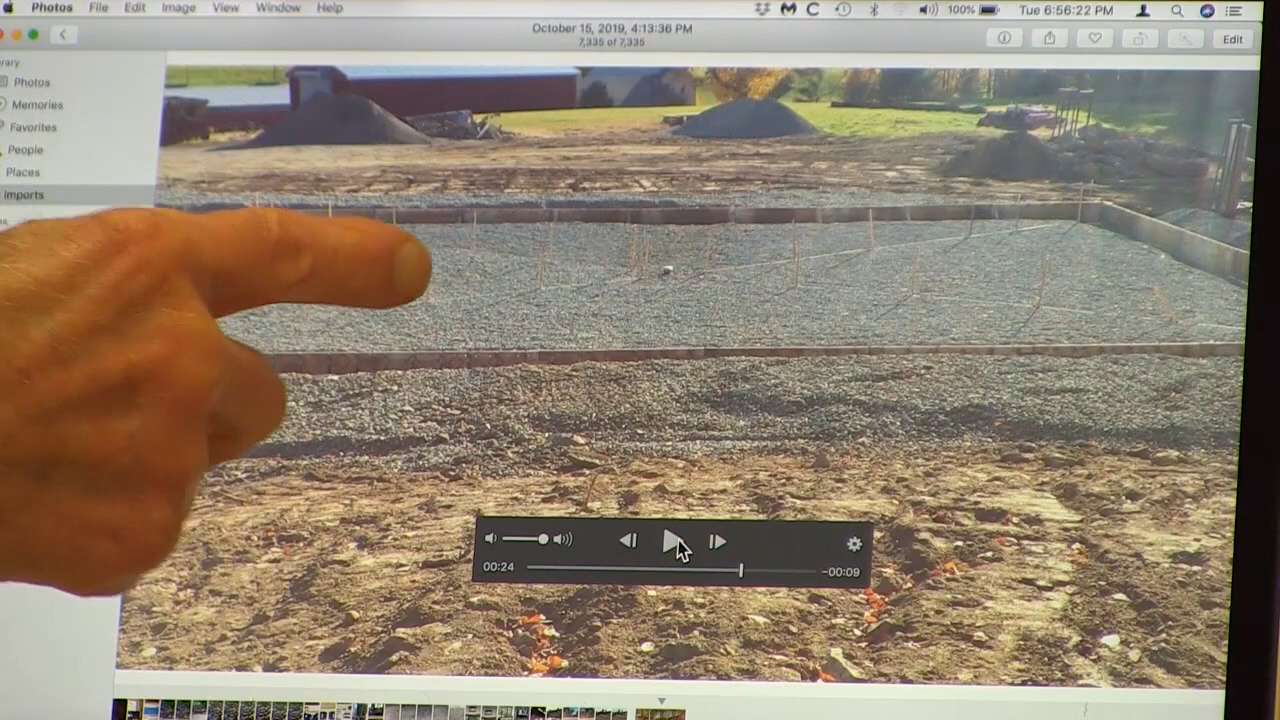 Photos File Edit Image View Window Help 100% Tue 6:56:22 PM
October 15, 2019, 4:13:36 PM
7,335 of 7,335
Edit
rary
Photos
Memories
Favorites
People
Places
imports
00:24 -00:09